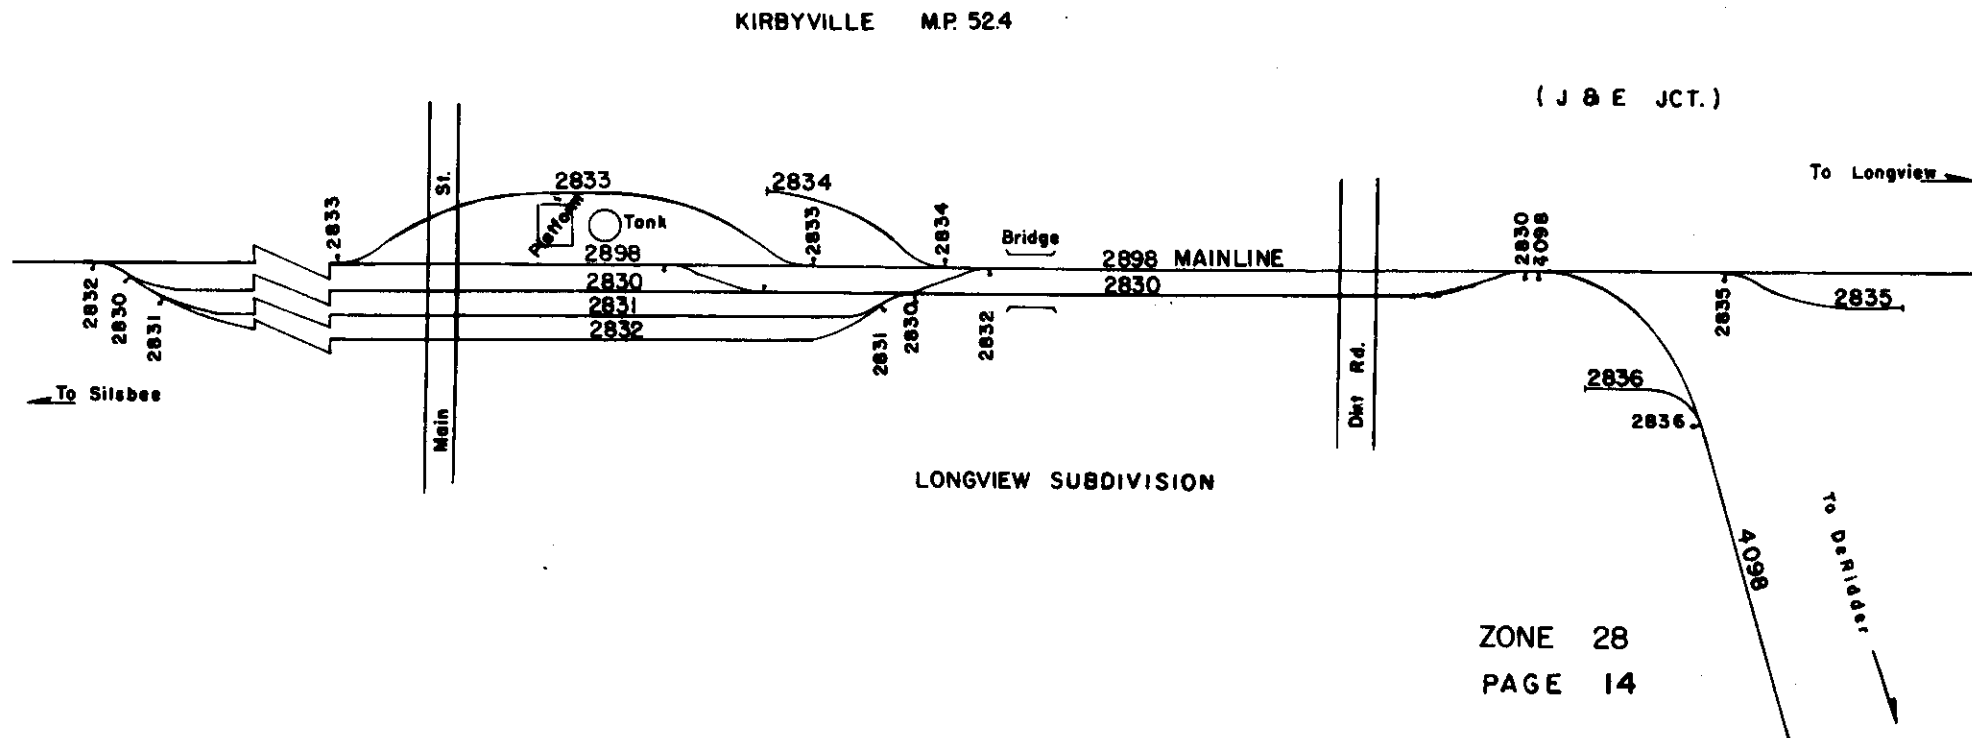 KIRBYVILLE M.P. 52.4
( J & E JCT. )
To Longview
St.
2833
2834
Platform
Tank
2833
2833
2834
2830
4098
Bridge
2898
2898 MAINLINE
2830
2830
2831
2832
2832
2830
2831
2831
2830
2832
2835
2835
To Silsbee
Main
Dist Rd.
2836
2836
LONGVIEW SUBDIVISION
4098
To DeRidder
ZONE 28
PAGE 14